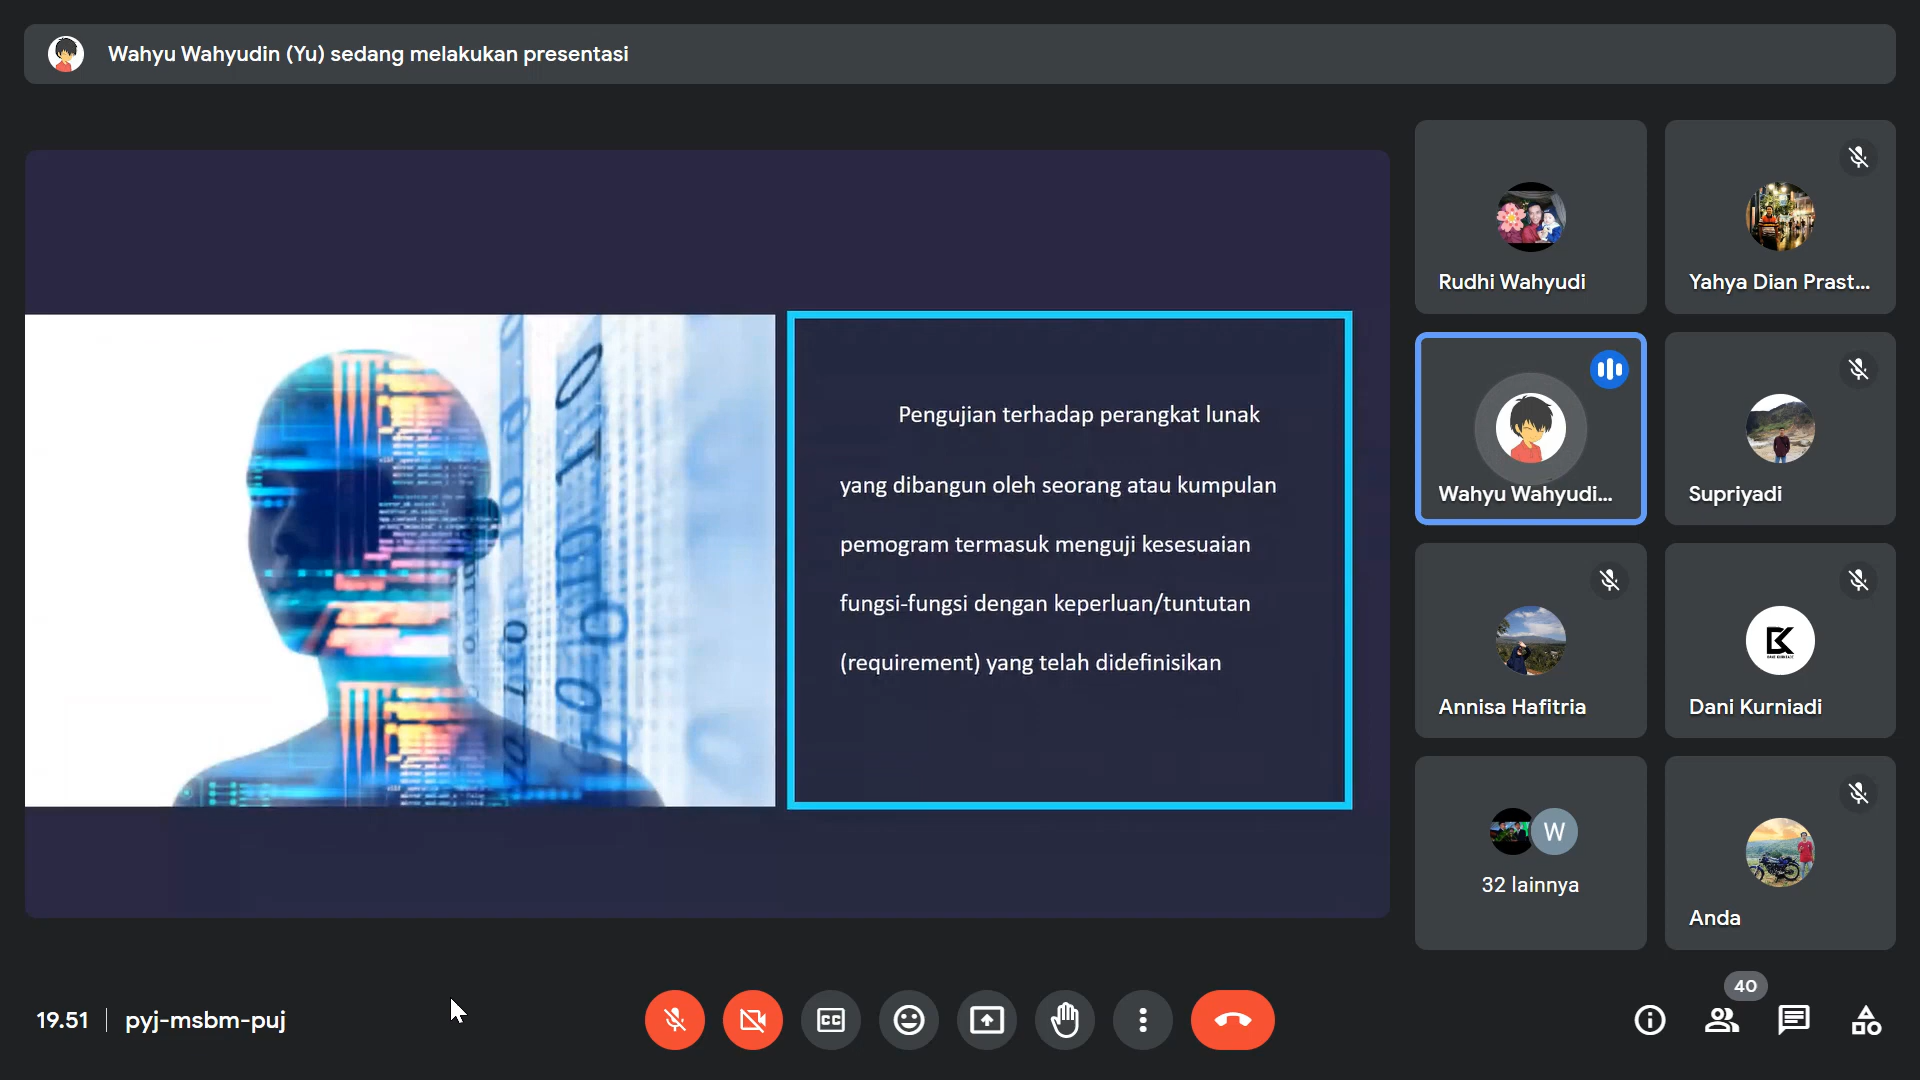 Wahyu Wahyudin (Yu) sedang melakukan presentasi
Pengujian terhadap perangkat lunak
yang dibangun oleh seorang atau kumpulan
pemogram termasuk menguji kesesuaian
fungsi-fungsi dengan keperluan/tuntutan
(requirement) yang telah didefinisikan
Rudhi Wahyudi
Yahya Dian Prast...
Wahyu Wahyudi...
Supriyadi
Annisa Hafitria
Dani Kurniadi
W
32 lainnya
Anda
19.51
pyj-msbm-puj
CC
40